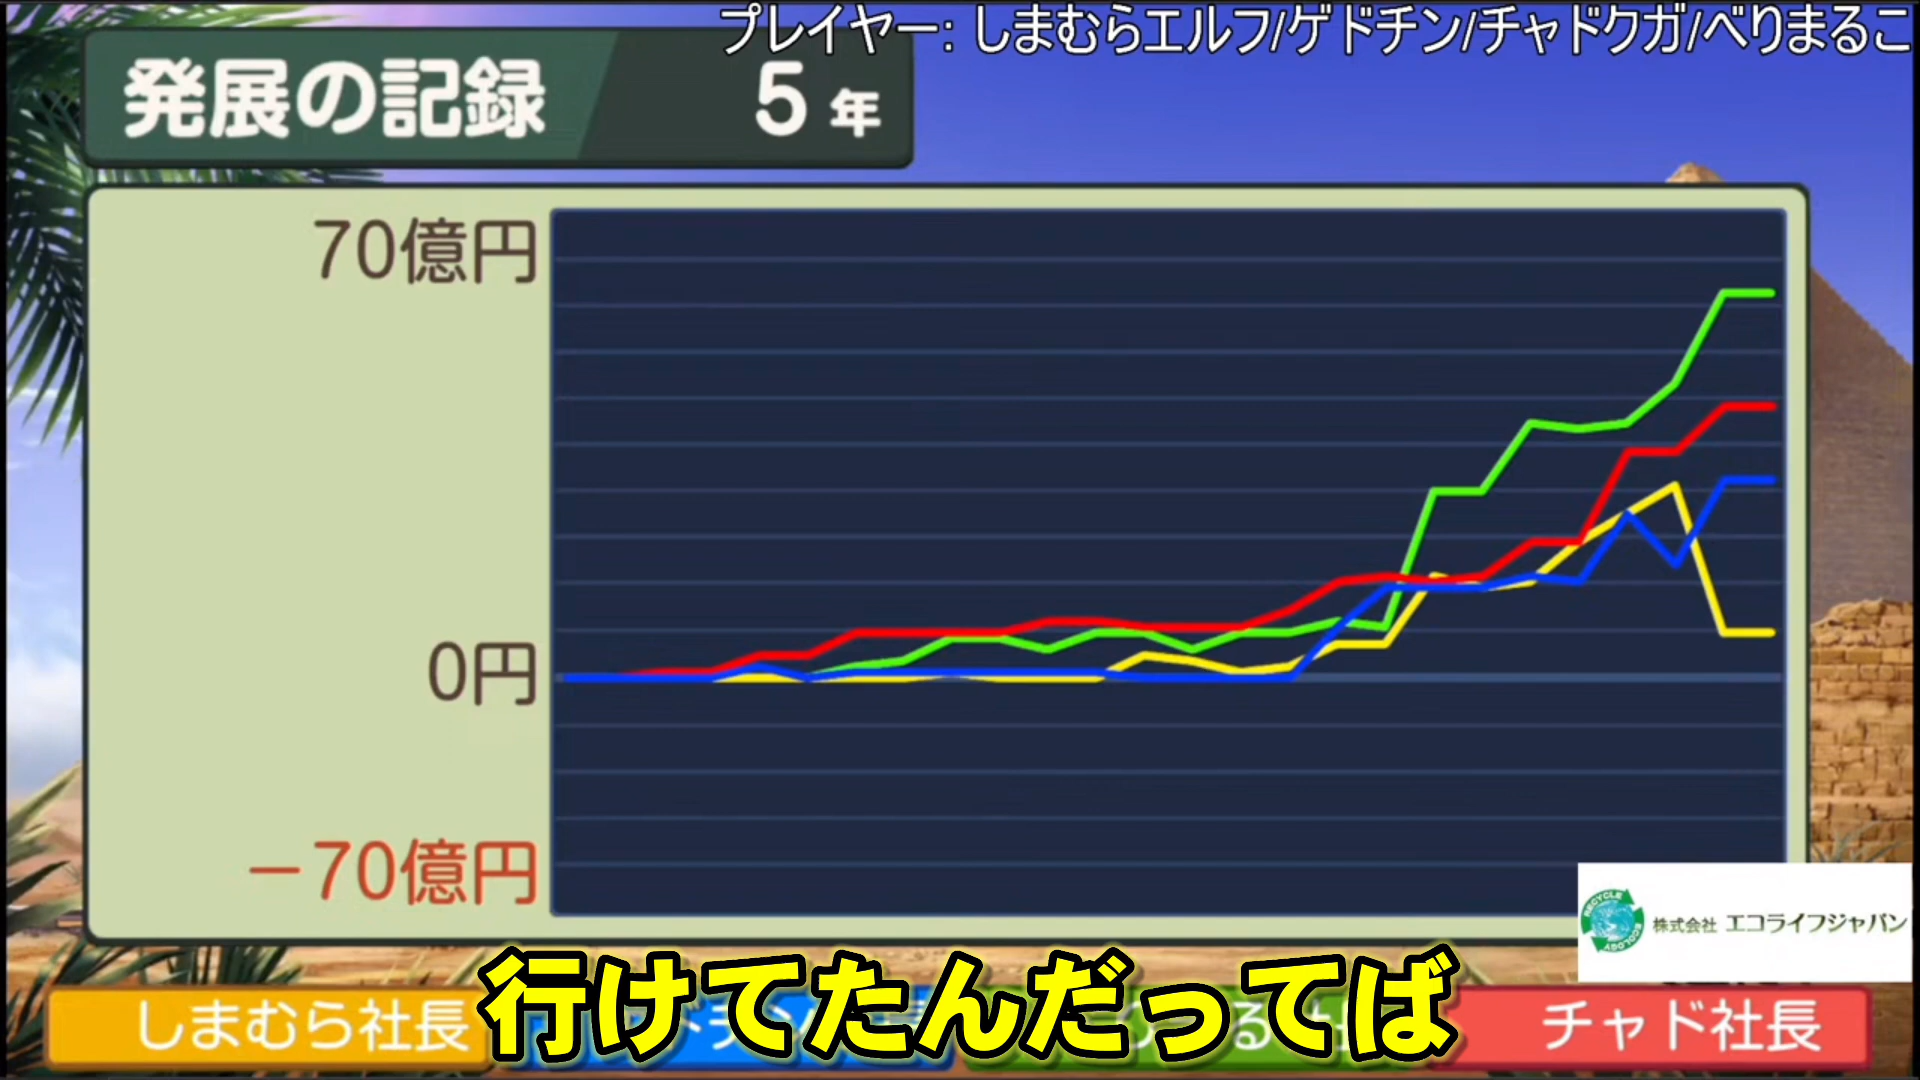 プレイヤー: しまむらエルフ/ゲドチン/チャドクガ/べりまるこ
発展の記録 5年
70億円
0円
-70億円
RECYCLE
ECOLOGY
株式会社 エコライフジャパン
行けてたんだってば
しまむら社長
チャド社長